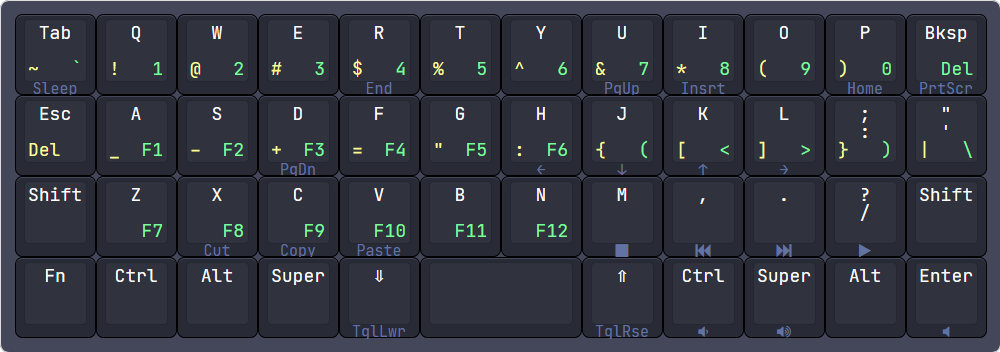 Tab Q W E R T Y U I O P Bksp
~ ` ! 1 @ 2 # 3 $ 4 % 5 ^ 6 & 7 * 8 ( 9 ) 0 Del
Sleep End PgUp Insrt Home PrtScr
Esc A S D F G H J K L ; "
: '
Del _ F1 - F2 + F3 = F4 " F5 : F6 { ( [ < ] > } ) | \
PgDn ← ↓ ↑ →
Shift Z X C V B N M , . ? Shift
/
F7 F8 F9 F10 F11 F12
Cut Copy Paste ■ ⏮ ⏭ ▶
Fn Ctrl Alt Super ⇓ ⇑ Ctrl Super Alt Enter
TglLwr TglRse 🔉 🔊 🔈